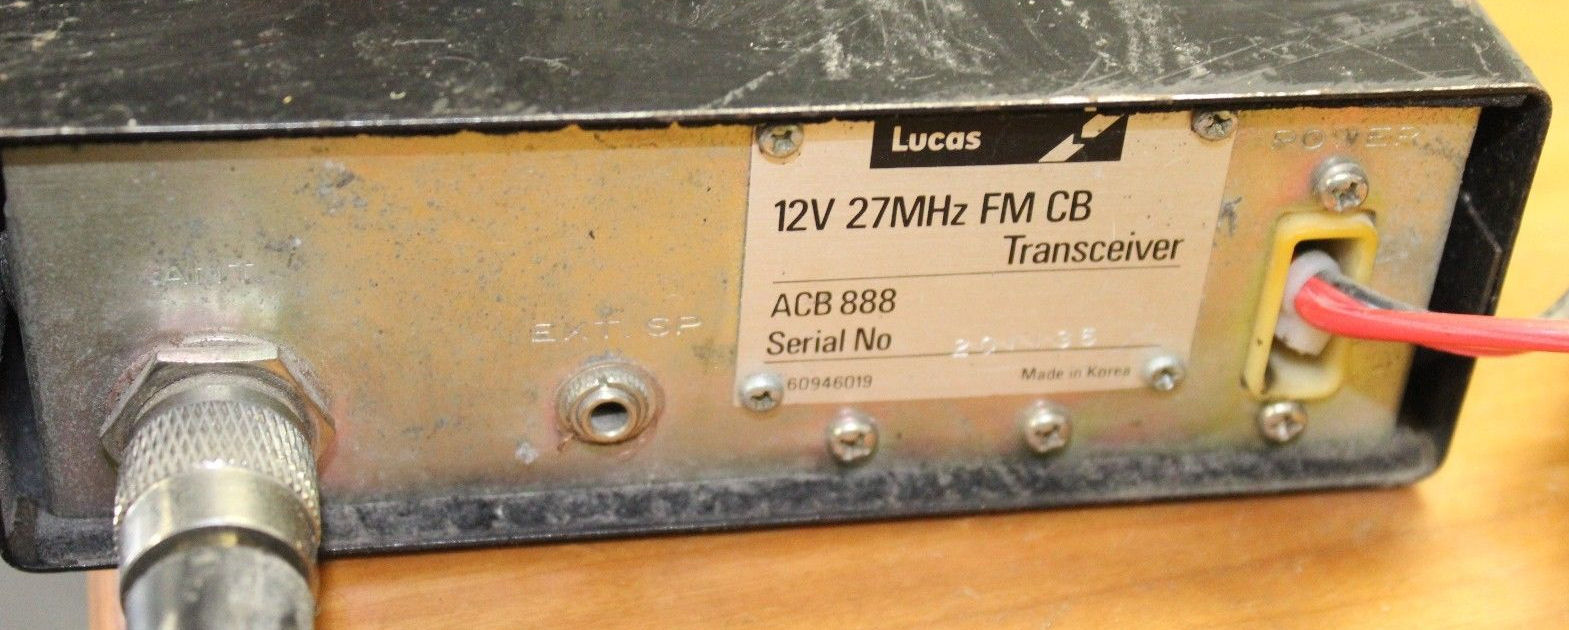 Lucas
POWER
12V 27MHz FM CB
Transceiver
ANT
ACB 888
EXT. SP
Serial No
60946019
Made in Korea